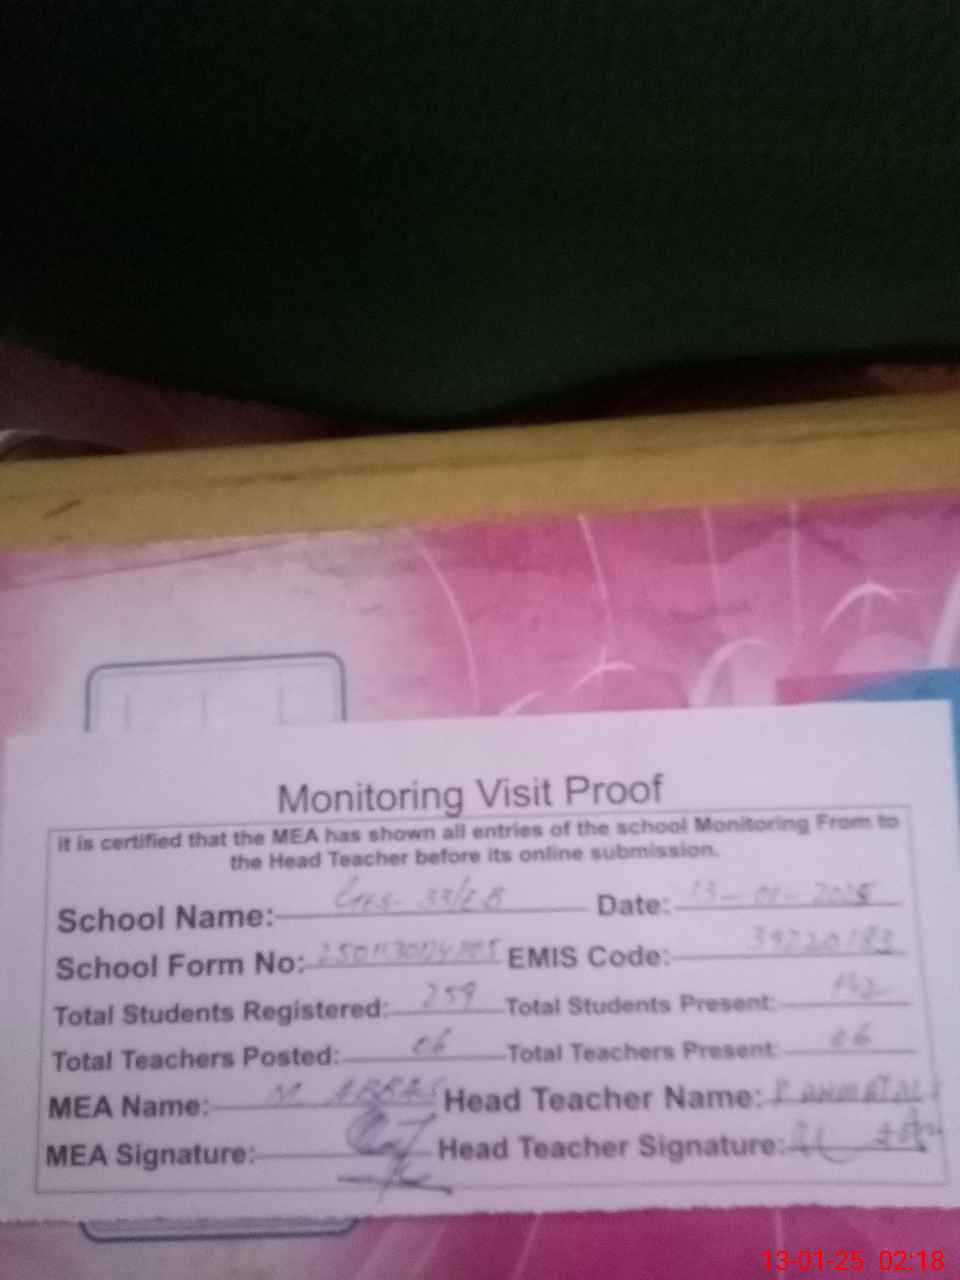 Monitoring Visit Proof
it is certified that the MEA has shown all entries of the school Monitoring From to
the Head Teacher before its online submission.
School Name: 33/EB Date: 13-01-2025
School Form No: EMIS Code:
Total Students Registered: 259 Total Students Present:
Total Teachers Posted: 06 Total Teachers Present: 06
MEA Name: M ABBAS Head Teacher Name:
MEA Signature: Head Teacher Signature:
13-01-25 02:18